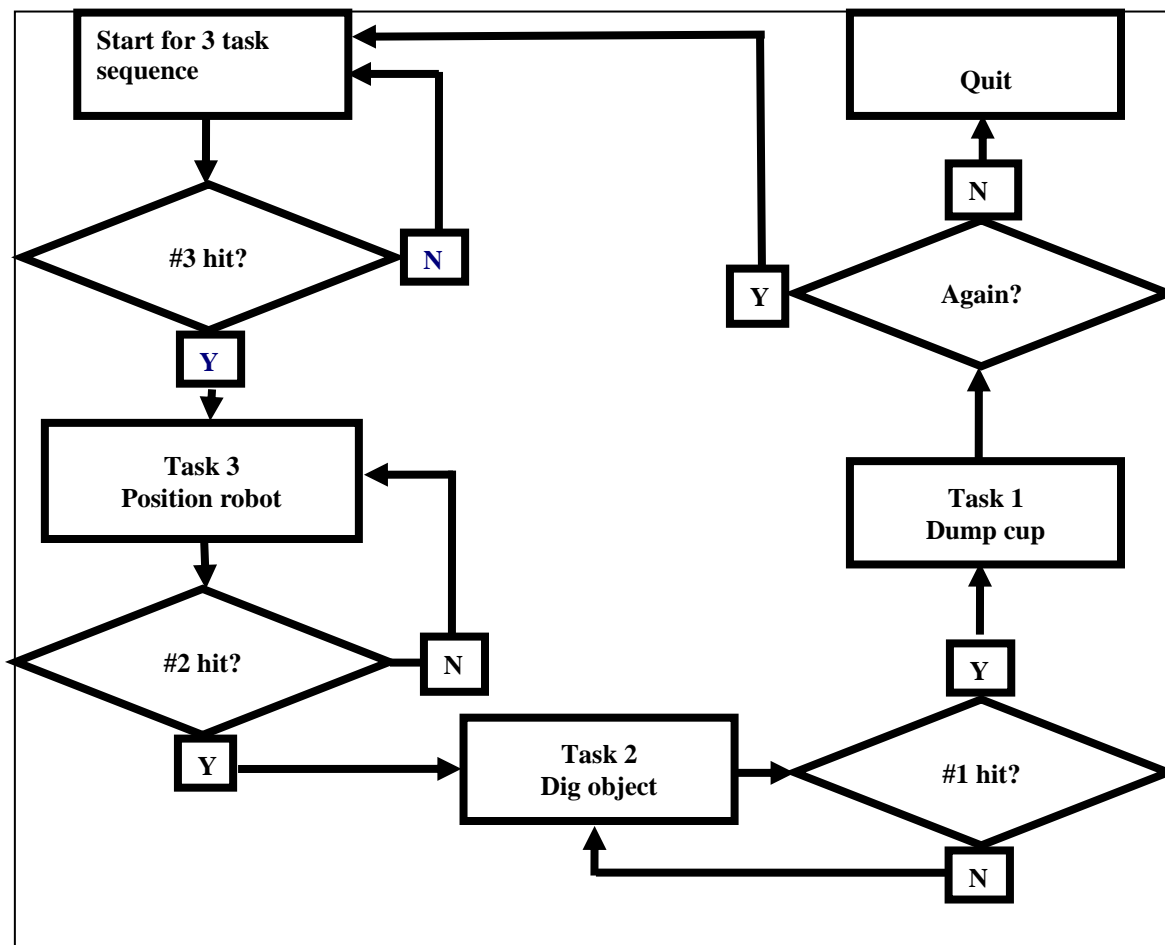 Start for 3 task
sequence
#3 hit?
N
Y
Task 3
Position robot
#2 hit?
N
Y
Task 2
Dig object
#1 hit?
N
Y
Task 1
Dump cup
Again?
Y
N
Quit